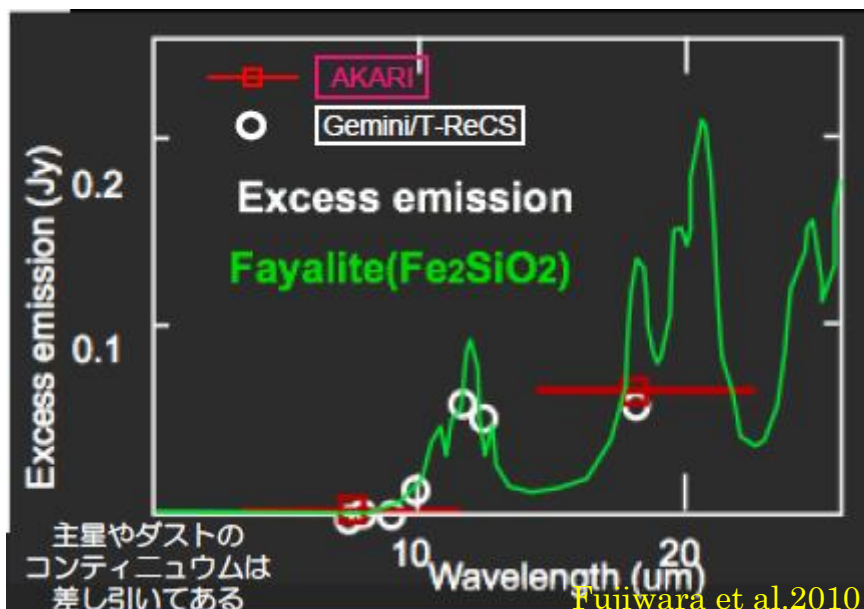 AKARI
Gemini/T-ReCS
Excess emission
Fayalite(Fe2SiO2)
Excess emission (Jy)
0.2
0.1
10
20
Wavelength (um)
主星やダストの
コンティニュウムは
差し引いてある
Fujiwara et al.2010